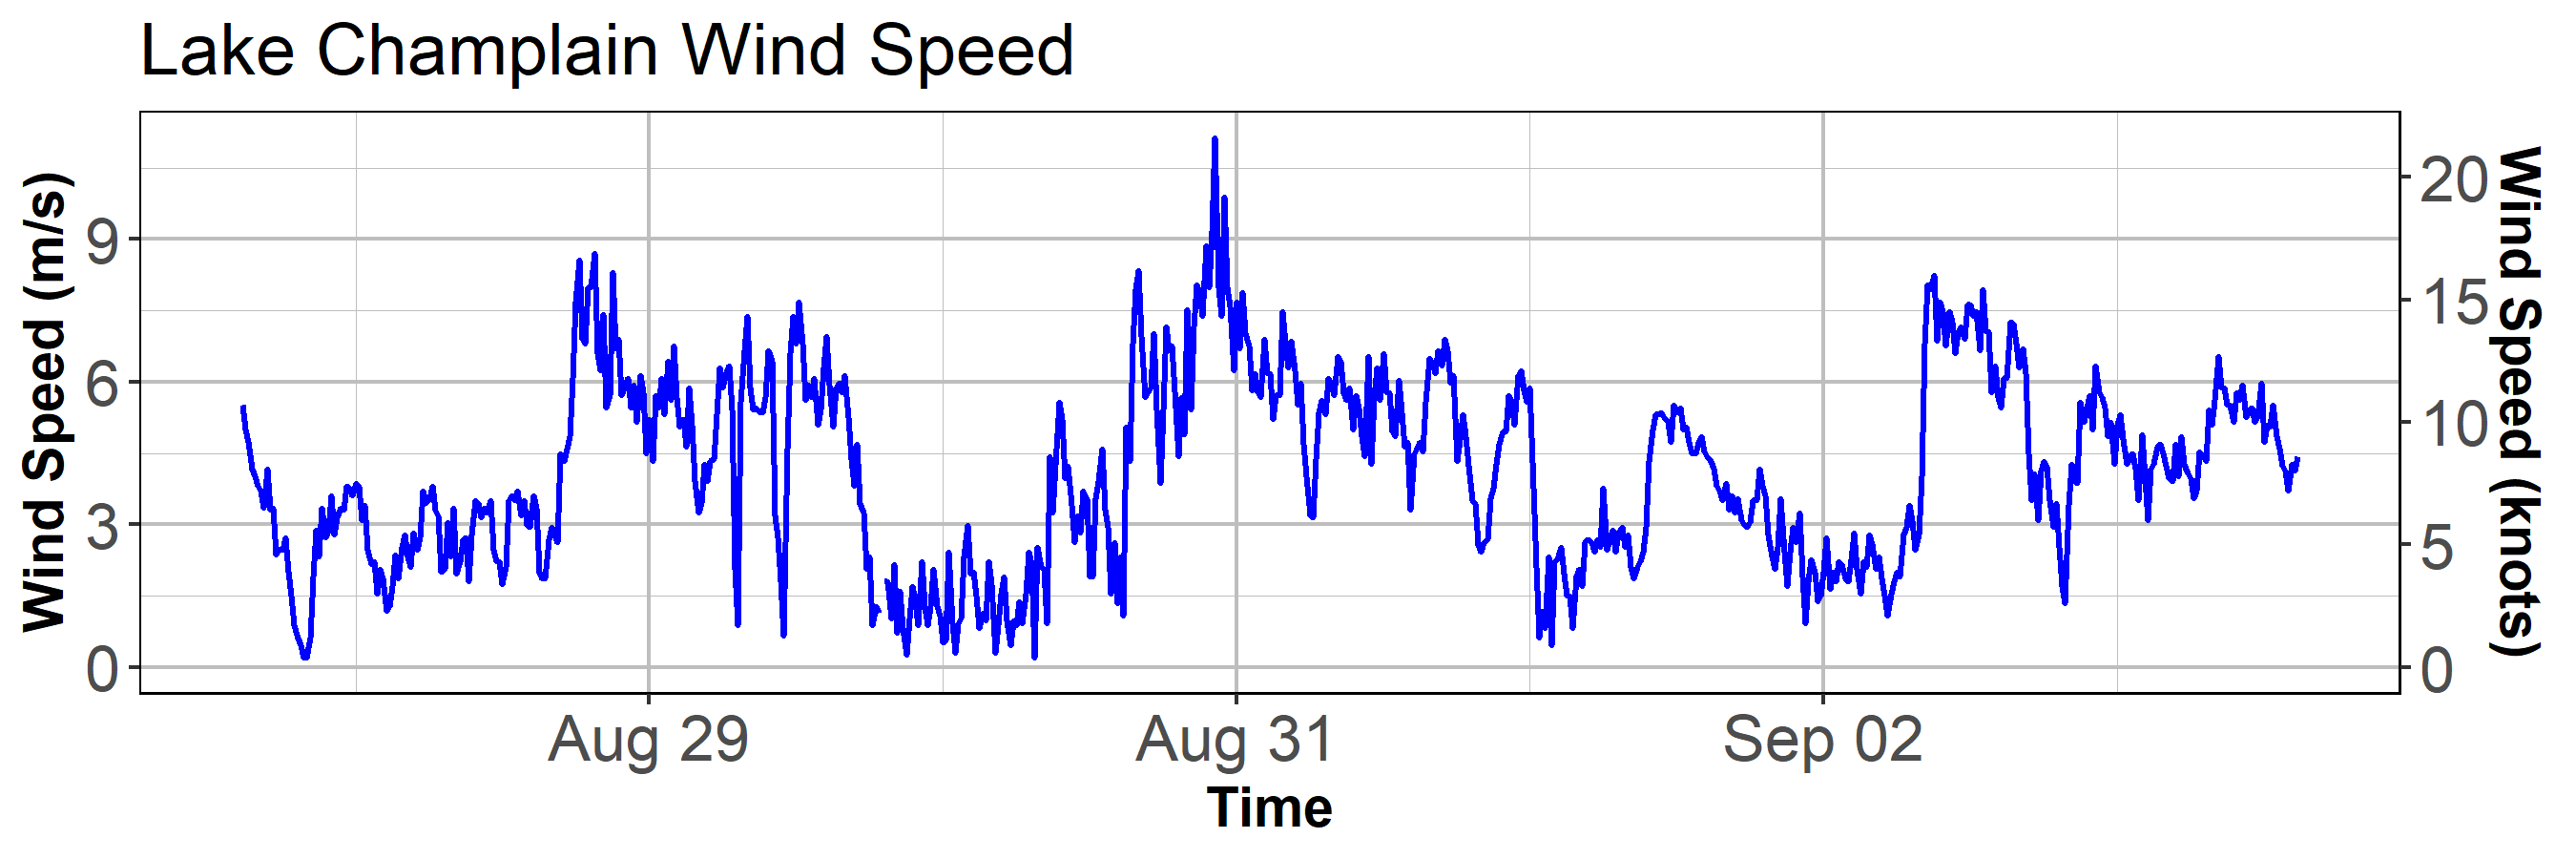 Lake Champlain Wind Speed
Wind Speed (m/s)
9
6
3
0
20
15
10
5
0
Wind Speed (knots)
Aug 29
Aug 31
Sep 02
Time